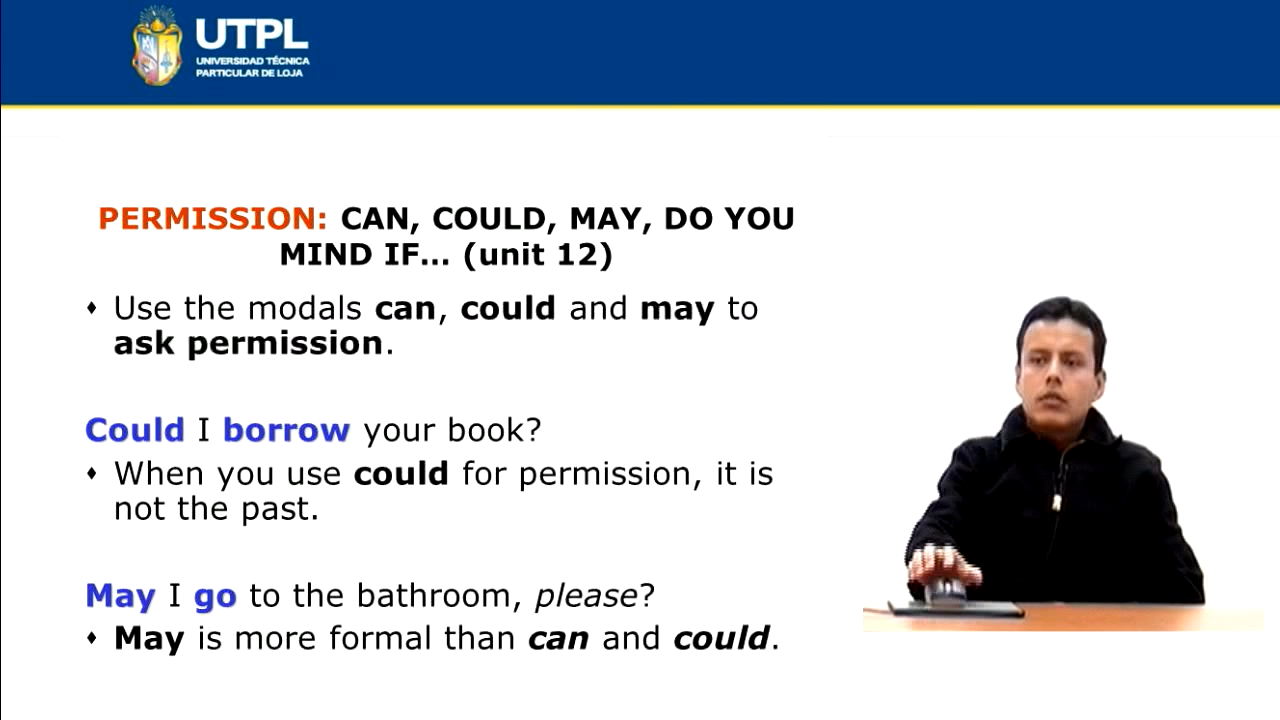 UTPL
UNIVERSIDAD TÉCNICA
PARTICULAR DE LOJA
PERMISSION: CAN, COULD, MAY, DO YOU
MIND IF... (unit 12)
Use the modals can, could and may to
ask permission.
Could I borrow your book?
When you use could for permission, it is
not the past.
May I go to the bathroom, please?
May is more formal than can and could.